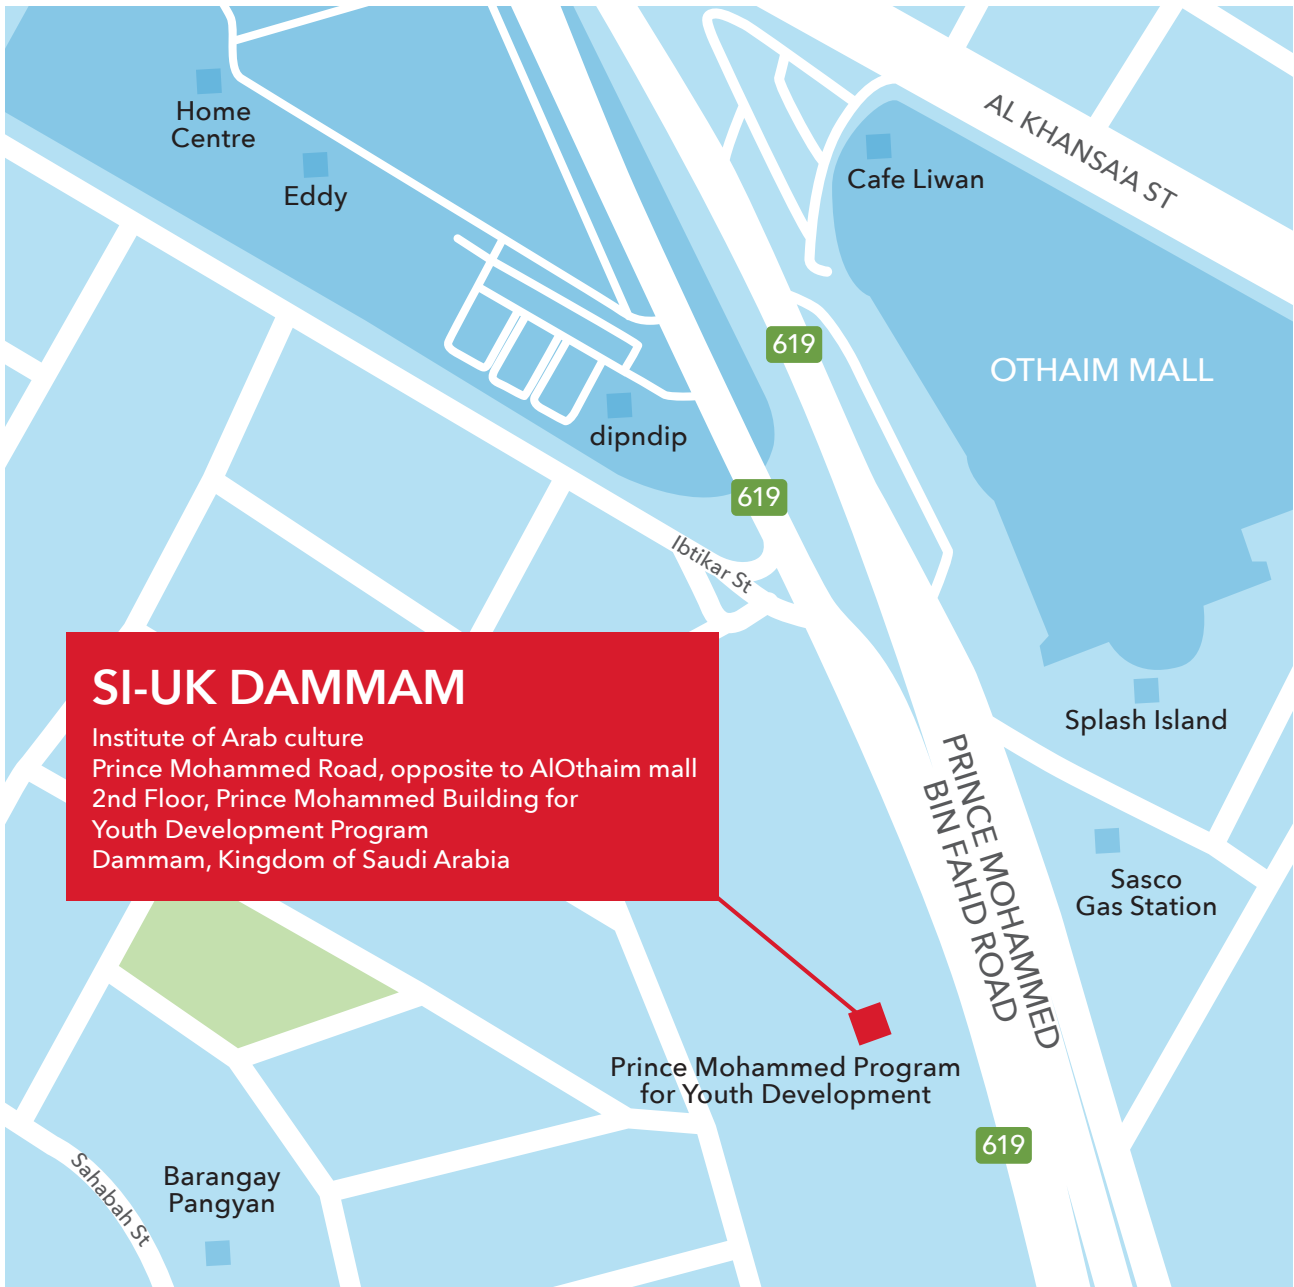 Home
Centre
Eddy
Cafe Liwan
AL KHANSA'A ST
619
OTHAIM MALL
dipndip
619
Ibtikar St
SI-UK DAMMAM
Institute of Arab culture
Prince Mohammed Road, opposite to AlOthaim mall
2nd Floor, Prince Mohammed Building for
Youth Development Program
Dammam, Kingdom of Saudi Arabia
Splash Island
PRINCE MOHAMMED
BIN FAHD ROAD
Sasco
Gas Station
Prince Mohammed Program
for Youth Development
619
Sahabah St
Barangay
Pangyan